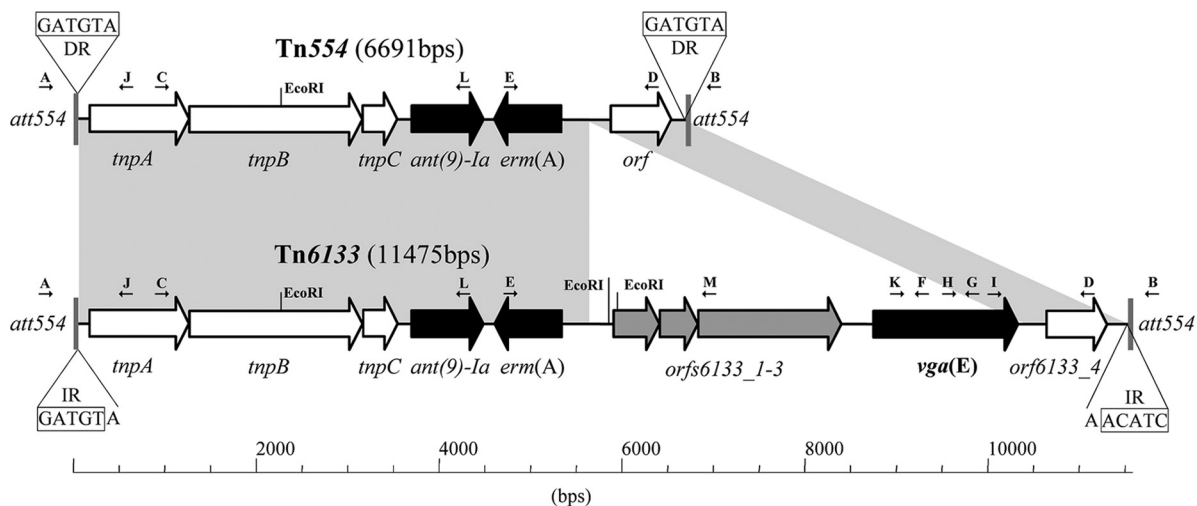 GATGTA
DR
Tn554 (6691bps)
GATGTA
DR
A J C EcoRI L E D B
att554 att554
tnpA tnpB tnpC ant(9)-Ia erm(A) orf
Tn6133 (11475bps)
A J C EcoRI L E EcoRI EcoRI M K F H G I D B
att554 att554
tnpA tnpB tnpC ant(9)-Ia erm(A) orfs6133_1-3 vga(E) orf6133_4
IR
GATGTA
IR
A ACATC
2000 4000 6000 8000 10000
(bps)